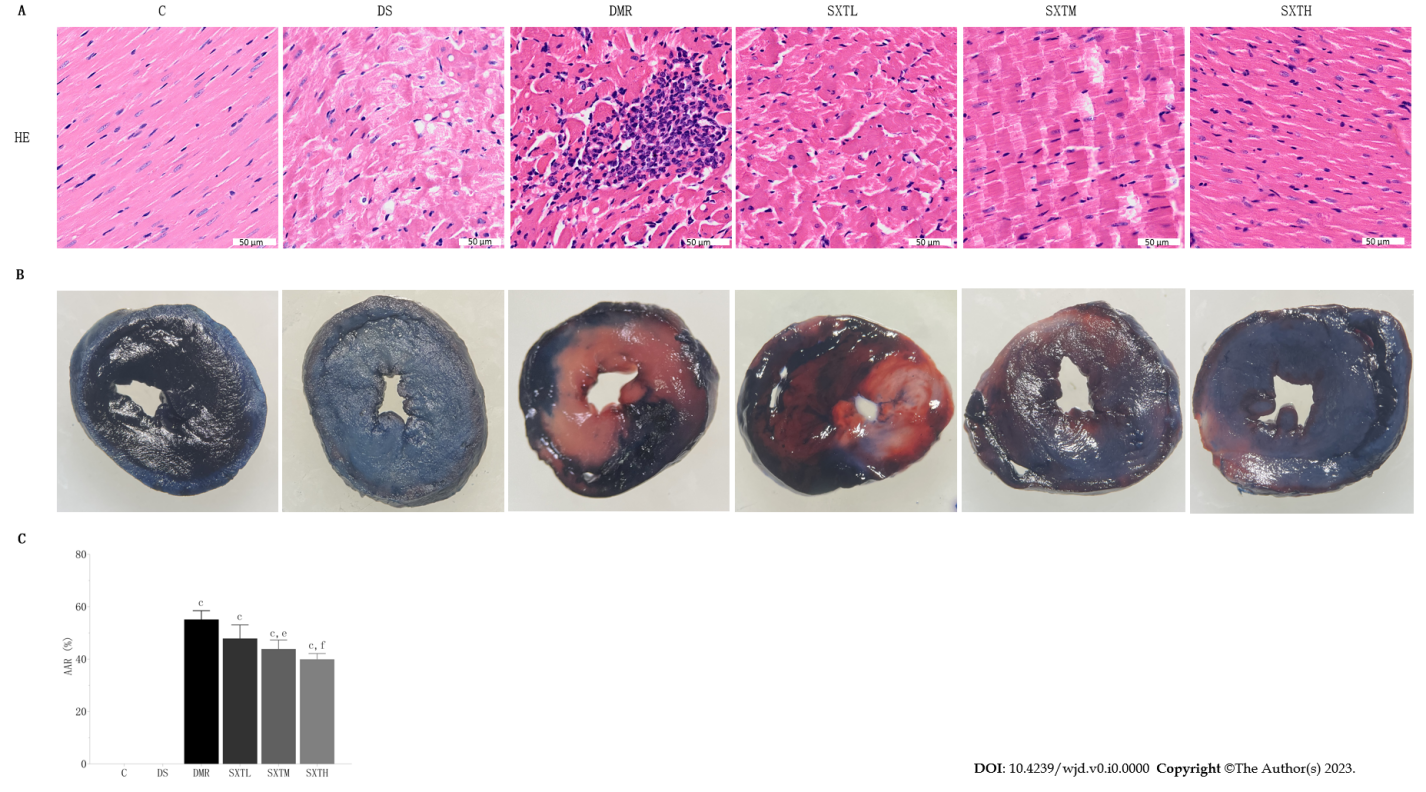 A C DS DMR SXTL SXTM SXTH
HE
50 μm 50 μm 50 μm 50 μm 50 μm 50 μm
B
C
80
60
40
20
0
AAR (%)
c
c
c,e
c,f
C DS DMR SXTL SXTM SXTH
DOI: 10.4239/wjd.v0.i0.0000 Copyright ©The Author(s) 2023.